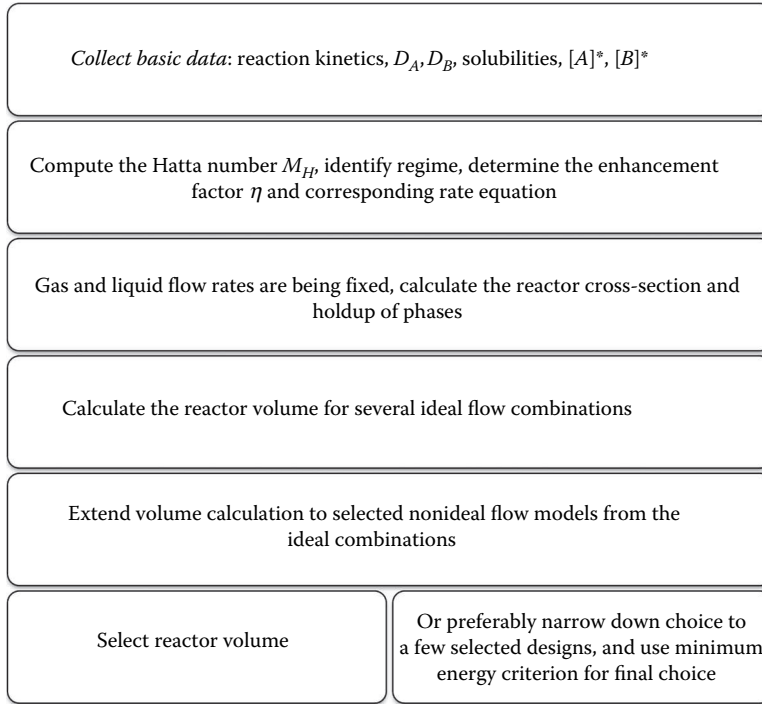 Collect basic data: reaction kinetics, D_A, D_B, solubilities, [A]*, [B]*
Compute the Hatta number M_H, identify regime, determine the enhancement
factor η and corresponding rate equation
Gas and liquid flow rates are being fixed, calculate the reactor cross-section and
holdup of phases
Calculate the reactor volume for several ideal flow combinations
Extend volume calculation to selected nonideal flow models from the
ideal combinations
Select reactor volume
Or preferably narrow down choice to
a few selected designs, and use minimum
energy criterion for final choice